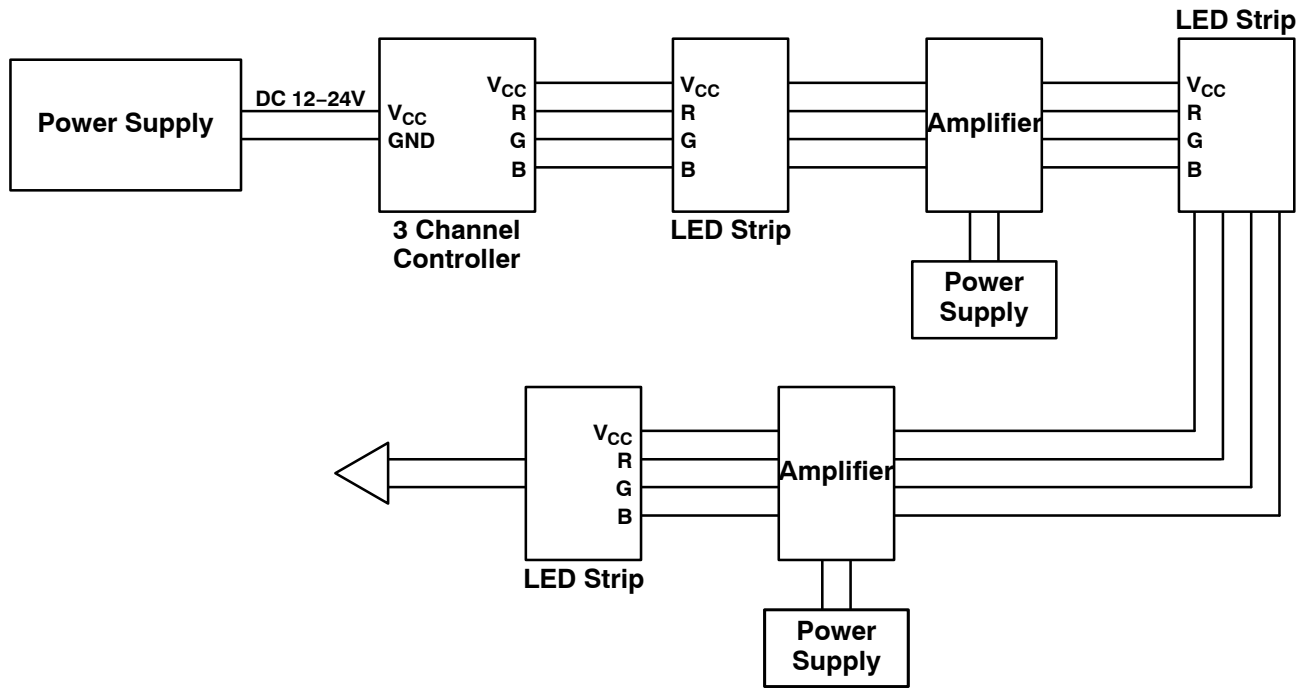 LED Strip
Power Supply
DC 12–24V
VCC
GND
VCC
R
G
B
3 Channel
Controller
VCC
R
G
B
LED Strip
Amplifier
Power
Supply
VCC
R
G
B
VCC
R
G
B
LED Strip
Amplifier
Power
Supply